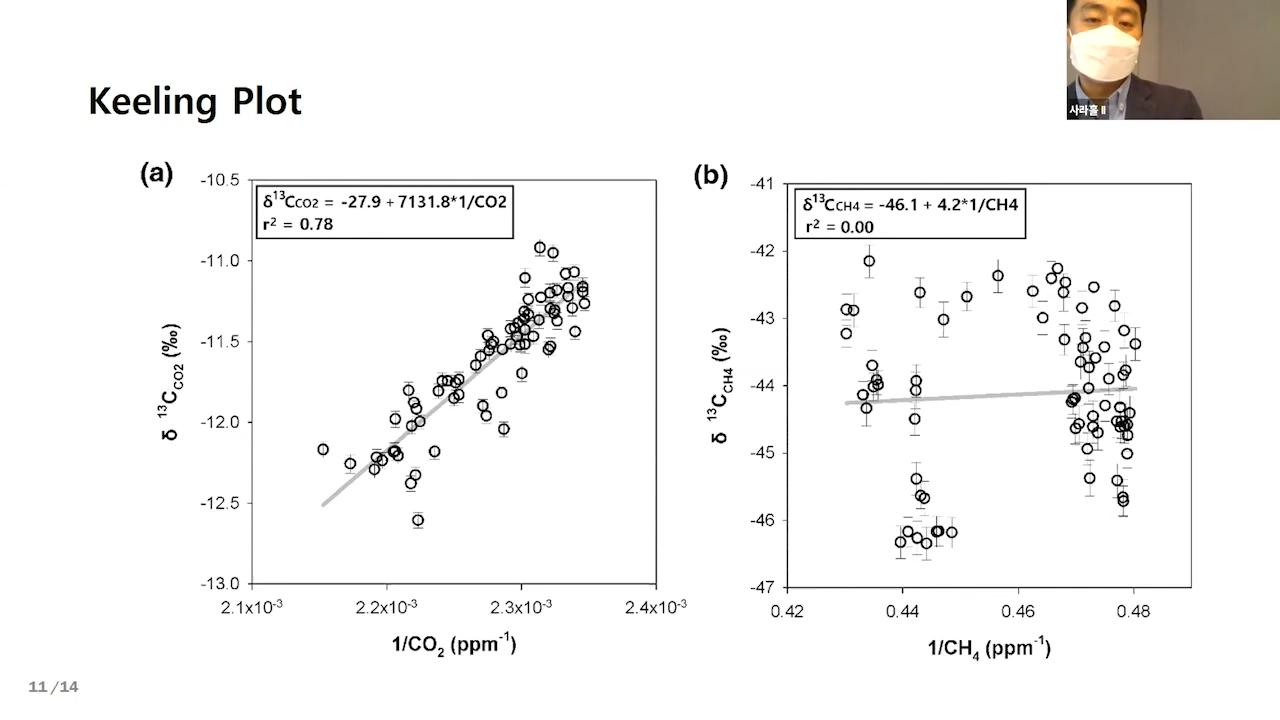 사라홀 II
Keeling Plot
(a)
δ¹³Cco2 = -27.9 + 7131.8*1/CO2
r² = 0.78
-10.5
-11.0
-11.5
-12.0
-12.5
-13.0
δ ¹³C_CO2 (‰)
2.1x10⁻³ 2.2x10⁻³ 2.3x10⁻³ 2.4x10⁻³
1/CO₂ (ppm⁻¹)
(b)
δ¹³CCH4 = -46.1 + 4.2*1/CH4
r² = 0.00
-41
-42
-43
-44
-45
-46
-47
δ ¹³C_CH4 (‰)
0.42 0.44 0.46 0.48
1/CH₄ (ppm⁻¹)
11 /14